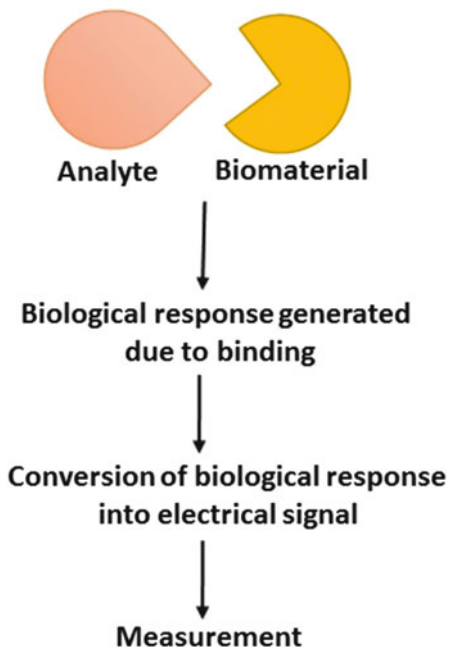 Analyte Biomaterial
Biological response generated
due to binding
Conversion of biological response
into electrical signal
Measurement